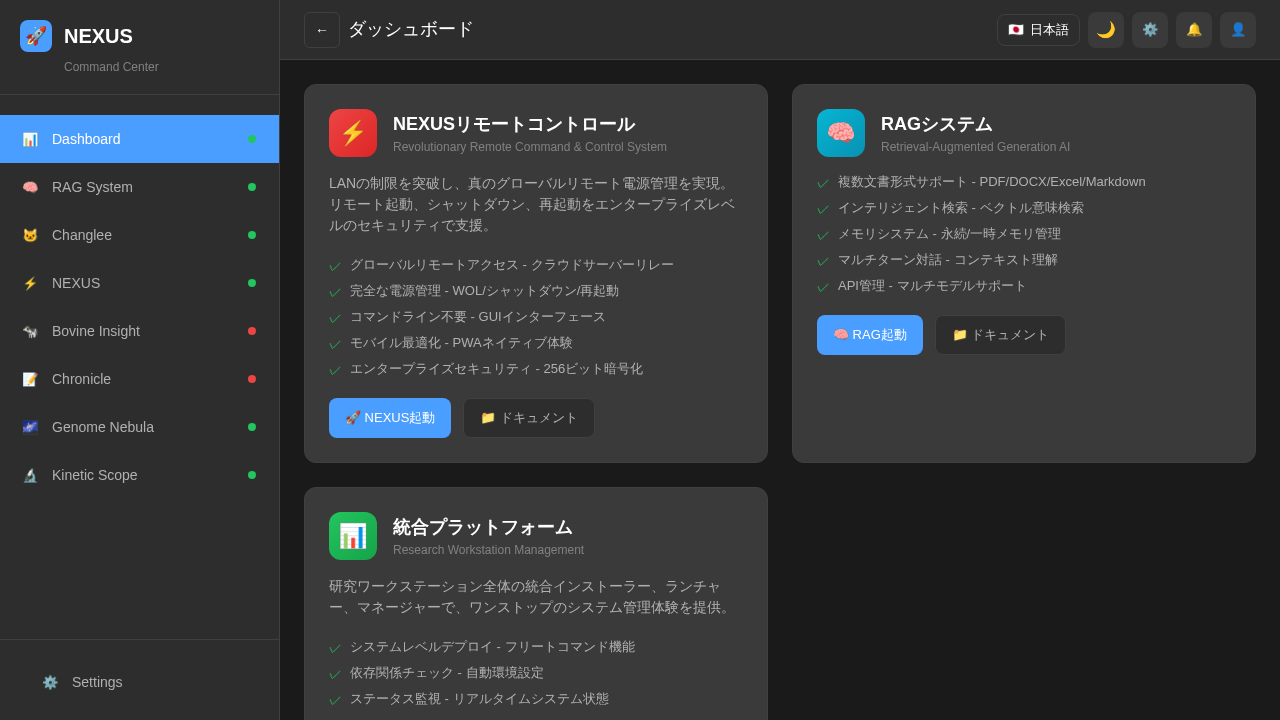 NEXUS
Command Center
Dashboard
RAG System
Changlee
NEXUS
Bovine Insight
Chronicle
Genome Nebula
Kinetic Scope
Settings
← ダッシュボード
日本語
NEXUSリモートコントロール
Revolutionary Remote Command & Control System
LANの制限を突破し、真のグローバルリモート電源管理を実現。
リモート起動、シャットダウン、再起動をエンタープライズレベ
ルのセキュリティで支援。
✓ グローバルリモートアクセス - クラウドサーバーリレー
✓ 完全な電源管理 - WOL/シャットダウン/再起動
✓ コマンドライン不要 - GUIインターフェース
✓ モバイル最適化 - PWAネイティブ体験
✓ エンタープライズセキュリティ - 256ビット暗号化
🚀 NEXUS起動
📁 ドキュメント
RAGシステム
Retrieval-Augmented Generation AI
✓ 複数文書形式サポート - PDF/DOCX/Excel/Markdown
✓ インテリジェント検索 - ベクトル意味検索
✓ メモリシステム - 永続/一時メモリ管理
✓ マルチターン対話 - コンテキスト理解
✓ API管理 - マルチモデルサポート
🧠 RAG起動
📁 ドキュメント
統合プラットフォーム
Research Workstation Management
研究ワークステーション全体の統合インストーラー、ランチャ
ー、マネージャーで、ワンストップのシステム管理体験を提供。
✓ システムレベルデプロイ - フリートコマンド機能
✓ 依存関係チェック - 自動環境設定
✓ ステータス監視 - リアルタイムシステム状態